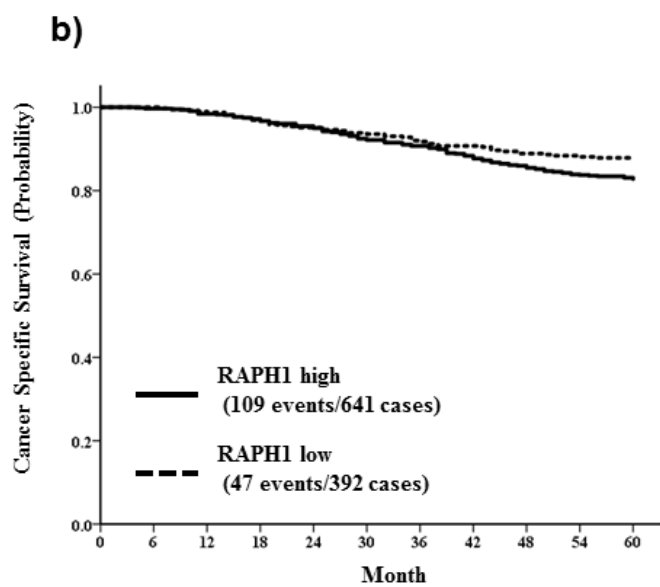 b)
Cancer Specific Survival (Probability)
1.0
0.8
0.6
0.4
0.2
0.0
RAPH1 high
(109 events/641 cases)
RAPH1 low
(47 events/392 cases)
0 6 12 18 24 30 36 42 48 54 60
Month